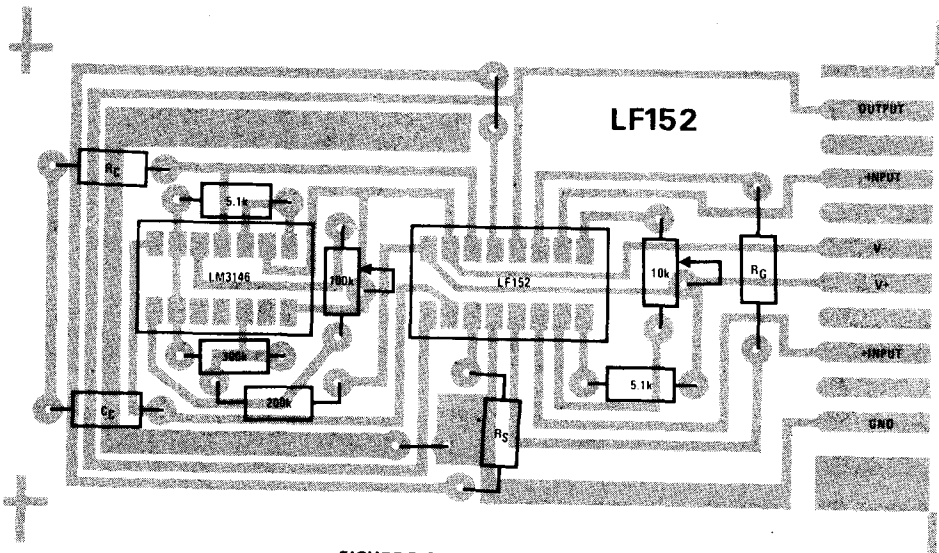 LF152
OUTPUT
RC
+INPUT
5.1k
LM3146
100k
LF152
10k
RG
V-
V+
300k
+INPUT
200k
5.1k
CC
RS
GND